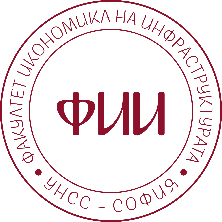 ФАКУЛТЕТ ИКОНОМИКА НА ИНФРАСТРУКТУРАТА
ФИИ
УНСС – СОФИЯ